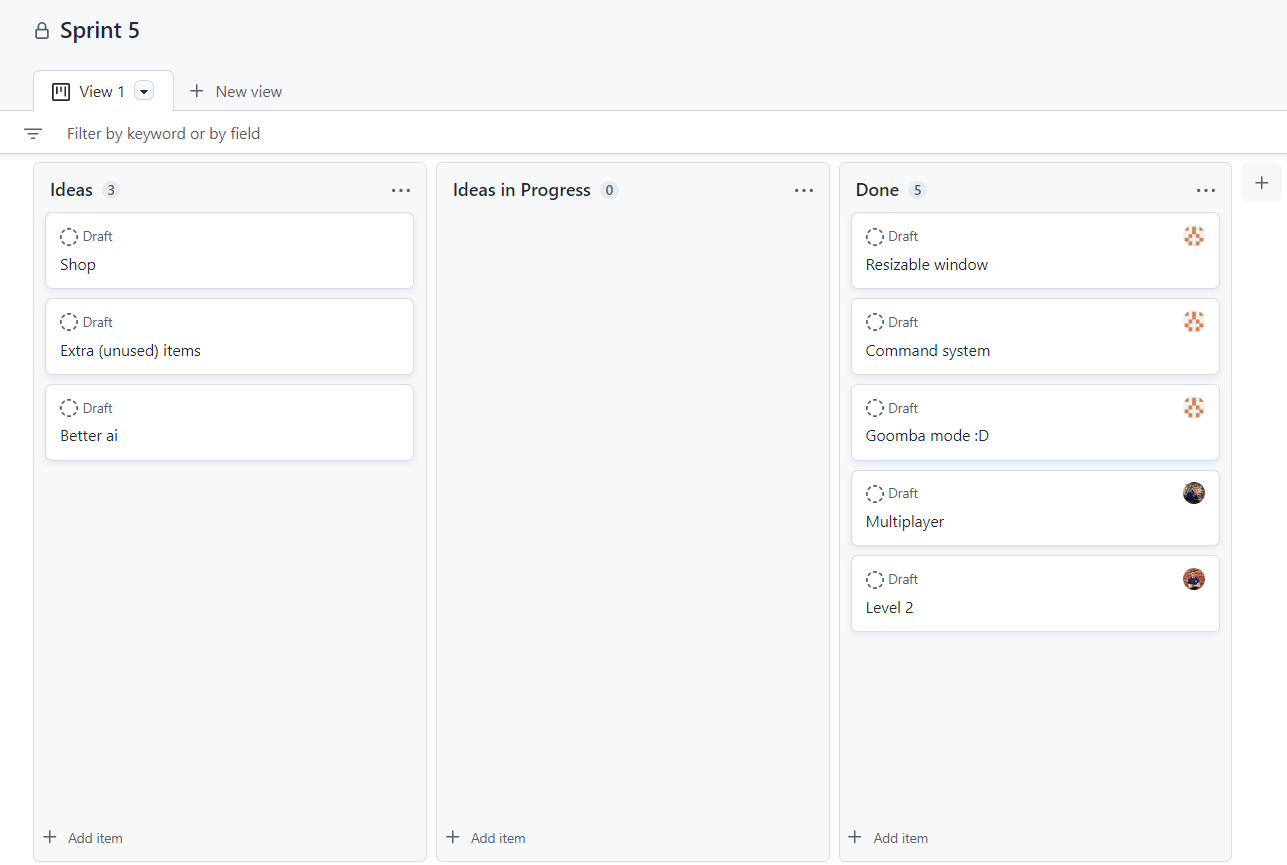 Sprint 5
View 1
New view
Filter by keyword or by field
Ideas 3
Draft
Shop
Draft
Extra (unused) items
Draft
Better ai
Add item
Ideas in Progress 0
Add item
Done 5
Draft
Resizable window
Draft
Command system
Draft
Goomba mode :D
Draft
Multiplayer
Draft
Level 2
Add item